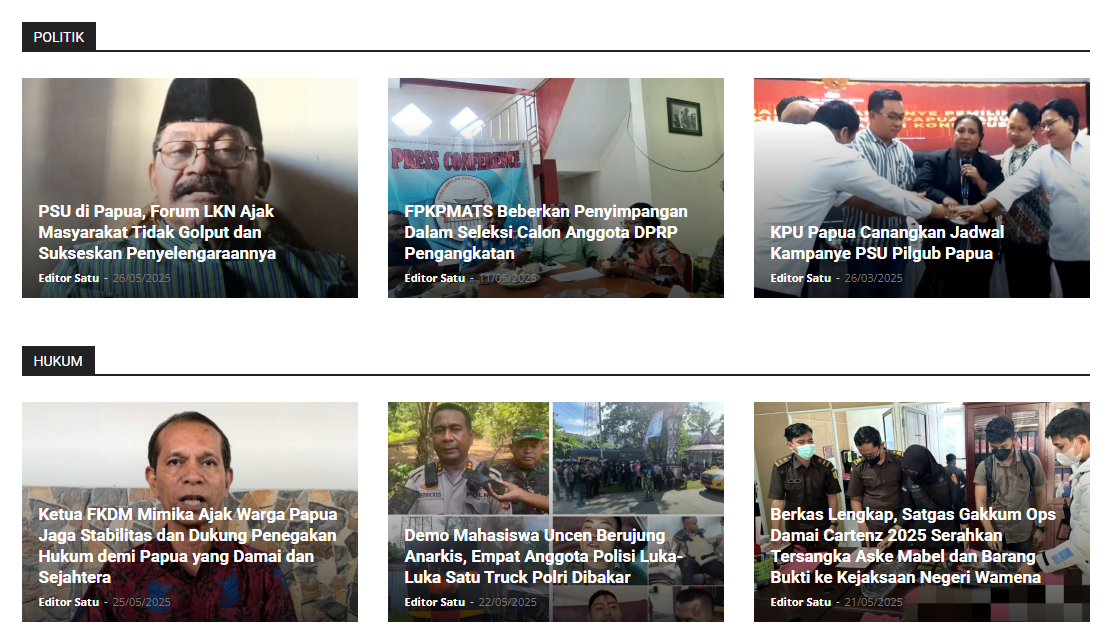 POLITIK
PRESS CONFERENCE
PSU di Papua, Forum LKN Ajak
Masyarakat Tidak Golput dan
Sukseskan Penyelengaraannya
Editor Satu - 26/05/2025
FPKPMATS Beberkan Penyimpangan
Dalam Seleksi Calon Anggota DPRP
Pengangkatan
Editor Satu - 11/05/2025
KPU Papua Canangkan Jadwal
Kampanye PSU Pilgub Papua
Editor Satu - 26/03/2025
HUKUM
Ketua FKDM Mimika Ajak Warga Papua
Jaga Stabilitas dan Dukung Penegakan
Hukum demi Papua yang Damai dan
Sejahtera
Editor Satu - 25/05/2025
Demo Mahasiswa Uncen Berujung
Anarkis, Empat Anggota Polisi Luka-
Luka Satu Truck Polri Dibakar
Editor Satu - 22/05/2025
Berkas Lengkap, Satgas Gakkum Ops
Damai Cartenz 2025 Serahkan
Tersangka Aske Mabel dan Barang
Bukti ke Kejaksaan Negeri Wamena
Editor Satu - 21/05/2025